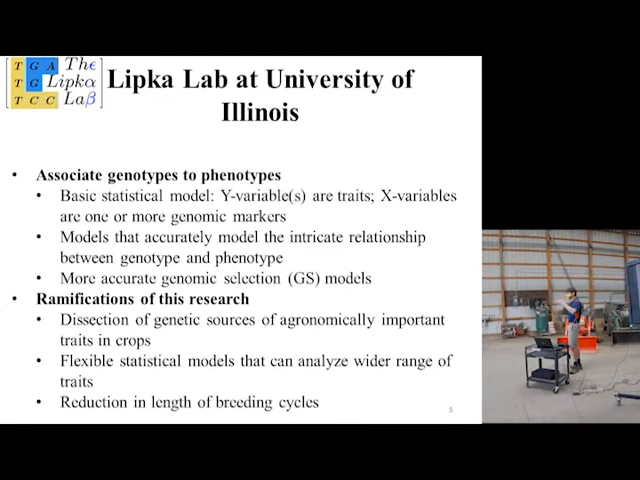 T G A The
T G Lipkα
T C C Laβ
Lipka Lab at University of
Illinois
• Associate genotypes to phenotypes
• Basic statistical model: Y-variable(s) are traits; X-variables
are one or more genomic markers
• Models that accurately model the intricate relationship
between genotype and phenotype
• More accurate genomic selection (GS) models
• Ramifications of this research
• Dissection of genetic sources of agronomically important
traits in crops
• Flexible statistical models that can analyze wider range of
traits
• Reduction in length of breeding cycles
8